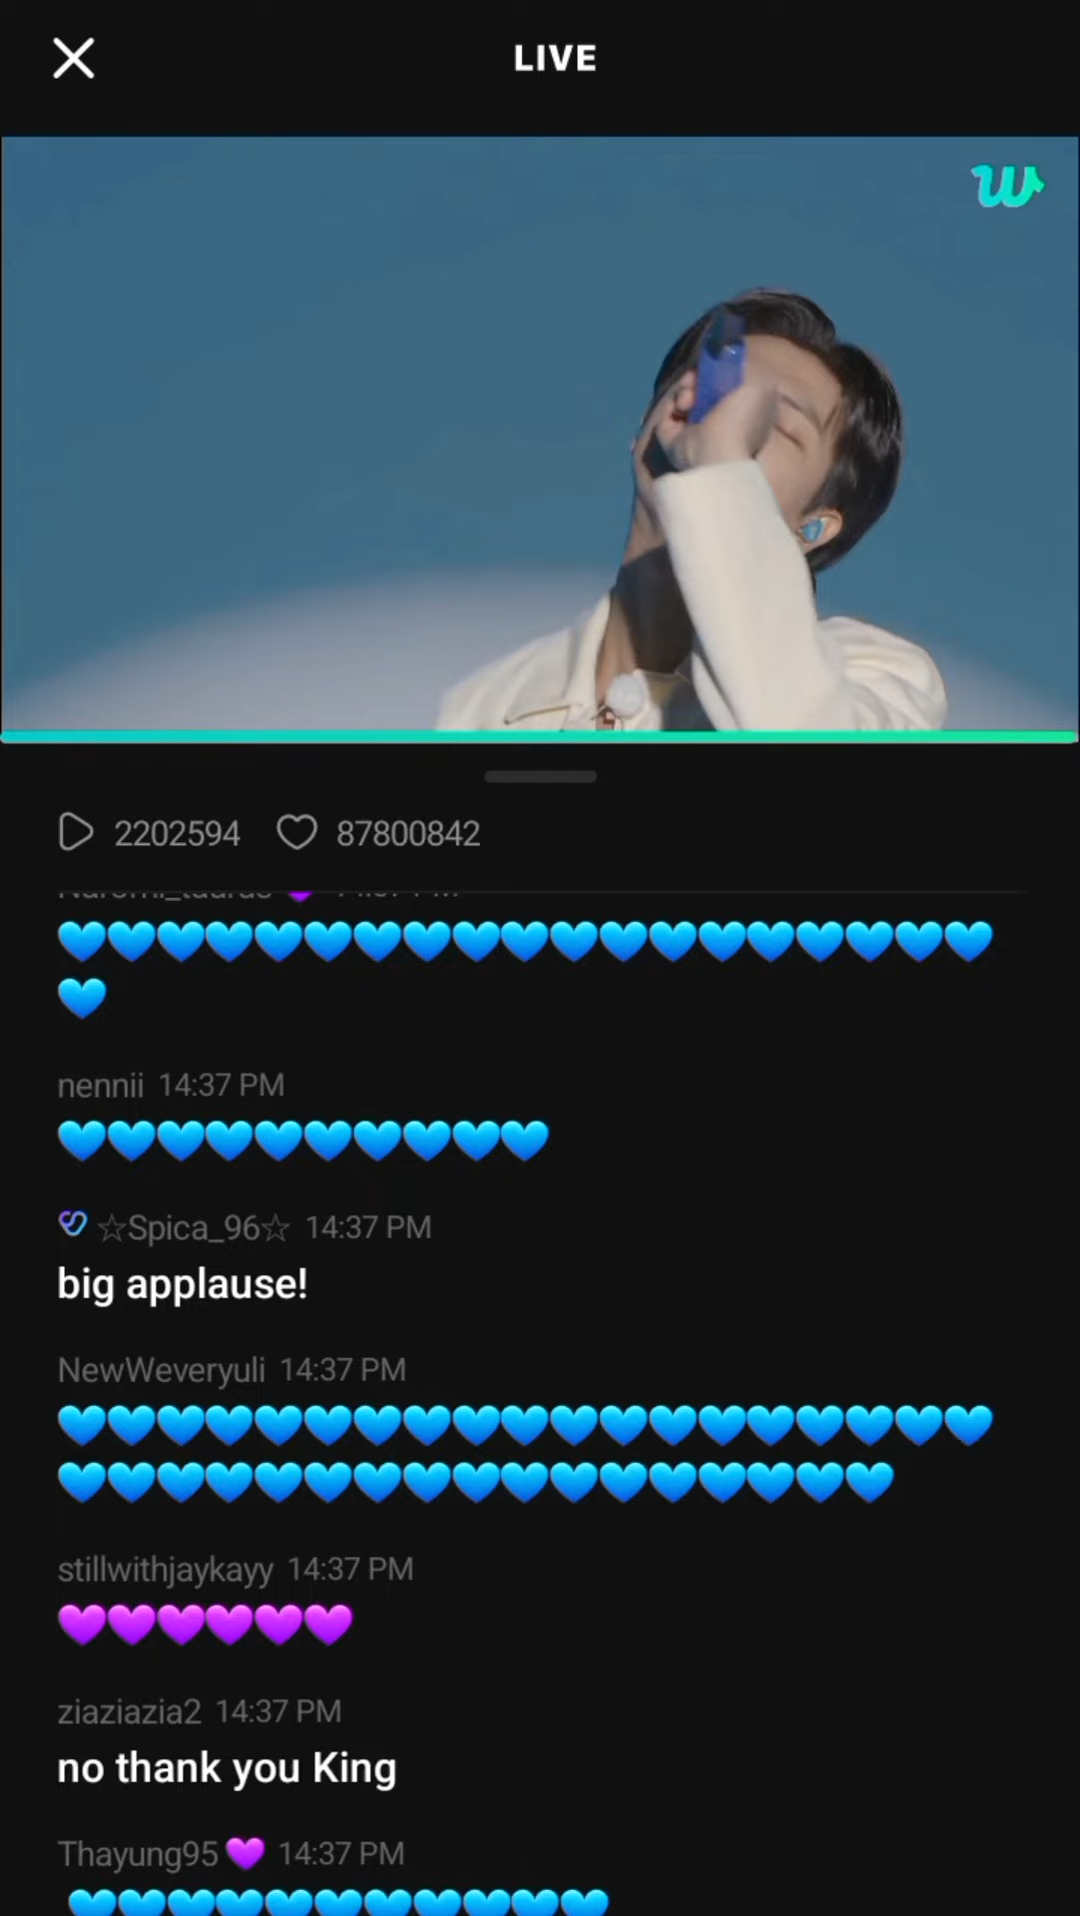 LIVE
w
2202594 87800842
nennii 14:37 PM
💙💙💙💙💙💙💙💙💙💙
☆Spica_96☆ 14:37 PM
big applause!
NewWeveryuli 14:37 PM
💙💙💙💙💙💙💙💙💙💙💙💙💙💙💙💙💙💙💙
💙💙💙💙💙💙💙💙💙💙💙💙💙💙💙💙💙
stillwithjaykayy 14:37 PM
💜💜💜💜💜💜
ziaziazia2 14:37 PM
no thank you King
Thayung95 💜 14:37 PM
💙💙💙💙💙💙💙💙💙💙💙